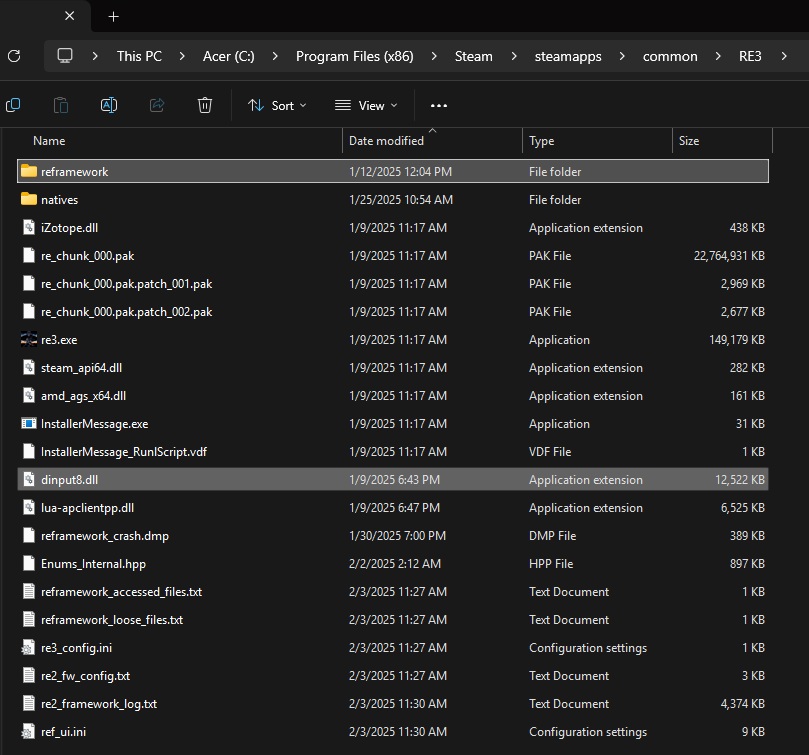 This PC Acer (C:) Program Files (x86) Steam steamapps common RE3
Sort View
Name Date modified Type Size
reframework 1/12/2025 12:04 PM File folder
natives 1/25/2025 10:54 AM File folder
iZotope.dll 1/9/2025 11:17 AM Application extension 438 KB
re_chunk_000.pak 1/9/2025 11:17 AM PAK File 22,764,931 KB
re_chunk_000.pak.patch_001.pak 1/9/2025 11:17 AM PAK File 2,969 KB
re_chunk_000.pak.patch_002.pak 1/9/2025 11:17 AM PAK File 2,677 KB
re3.exe 1/9/2025 11:17 AM Application 149,179 KB
steam_api64.dll 1/9/2025 11:17 AM Application extension 282 KB
amd_ags_x64.dll 1/9/2025 11:17 AM Application extension 161 KB
InstallerMessage.exe 1/9/2025 11:17 AM Application 31 KB
InstallerMessage_RunIScript.vdf 1/9/2025 11:17 AM VDF File 1 KB
dinput8.dll 1/9/2025 6:43 PM Application extension 12,522 KB
lua-apclientpp.dll 1/9/2025 6:47 PM Application extension 6,525 KB
reframework_crash.dmp 1/30/2025 7:00 PM DMP File 389 KB
Enums_Internal.hpp 2/2/2025 2:12 AM HPP File 897 KB
reframework_accessed_files.txt 2/3/2025 11:27 AM Text Document 1 KB
reframework_loose_files.txt 2/3/2025 11:27 AM Text Document 1 KB
re3_config.ini 2/3/2025 11:27 AM Configuration settings 1 KB
re2_fw_config.txt 2/3/2025 11:27 AM Text Document 3 KB
re2_framework_log.txt 2/3/2025 11:30 AM Text Document 4,374 KB
ref_ui.ini 2/3/2025 11:30 AM Configuration settings 9 KB